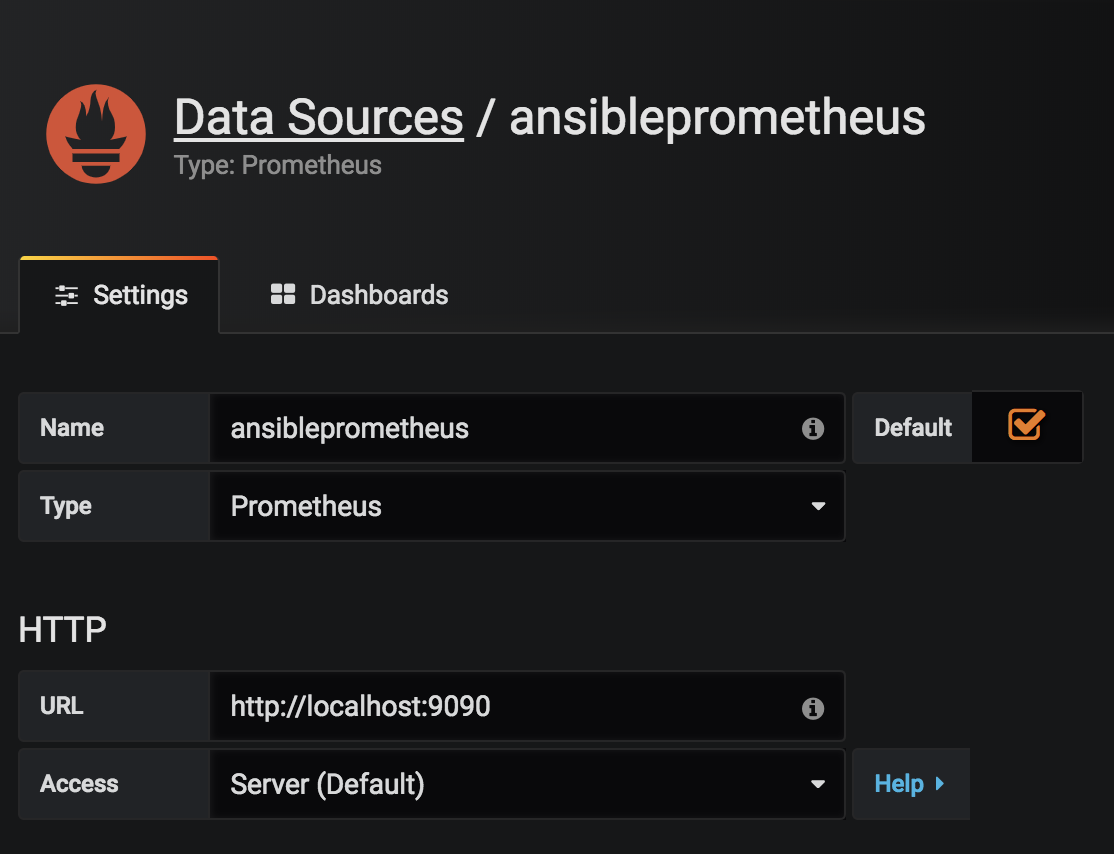 Data Sources / ansibleprometheus
Type: Prometheus
Settings
Dashboards
Name
ansibleprometheus
Default
Type
Prometheus
HTTP
URL
http://localhost:9090
Access
Server (Default)
Help